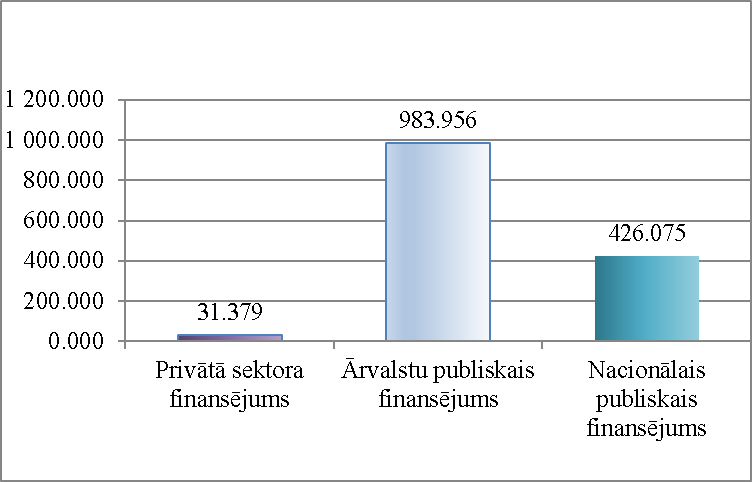 1 200.000
1 000.000
800.000
600.000
400.000
200.000
0.000
31.379
983.956
426.075
Privātā sektora
finansējums
Ārvalstu publiskais
finansējums
Nacionālais
publiskais
finansējums